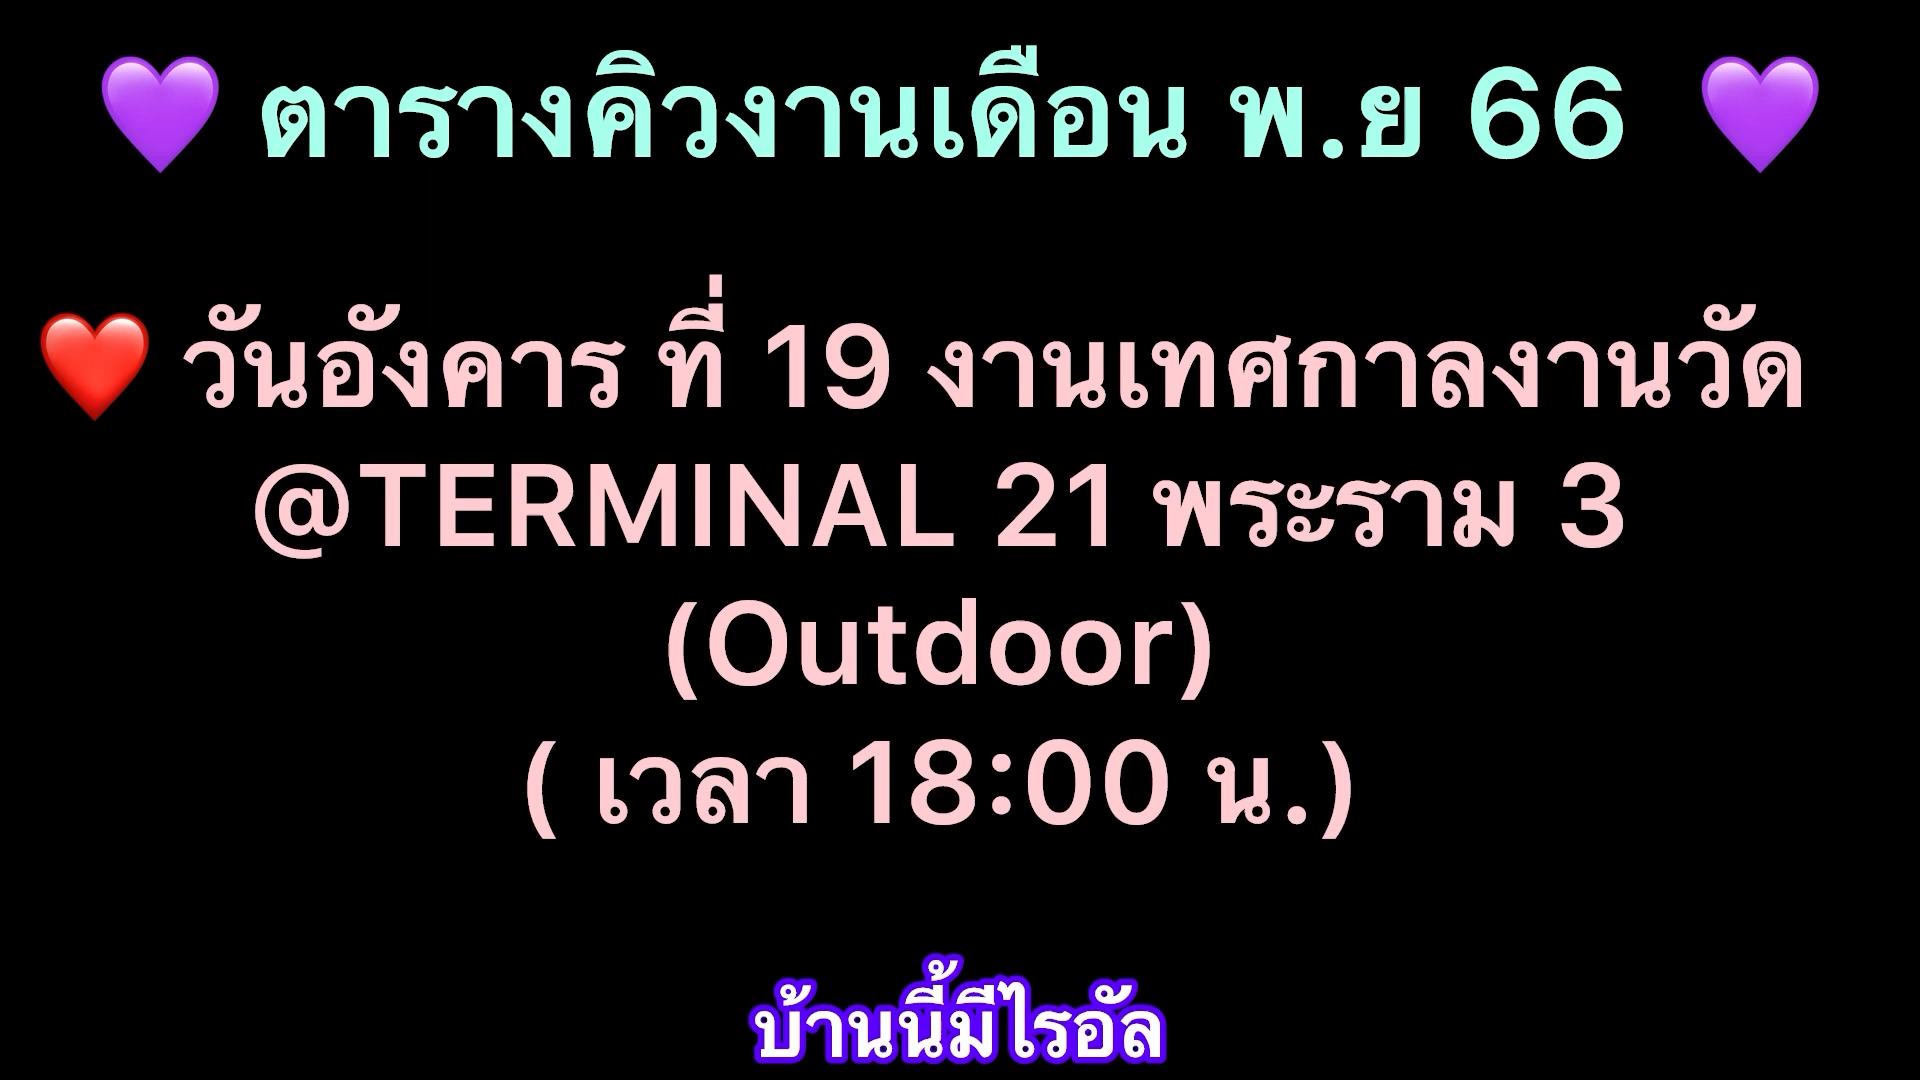 💜 ตารางคิวงานเดือน พ.ย 66 💜
❤️ วันอังคาร ที่ 19 งานเทศกาลงานวัด
@TERMINAL 21 พระราม 3
(Outdoor)
( เวลา 18:00 น.)
บ้านนี้มีไรอัล